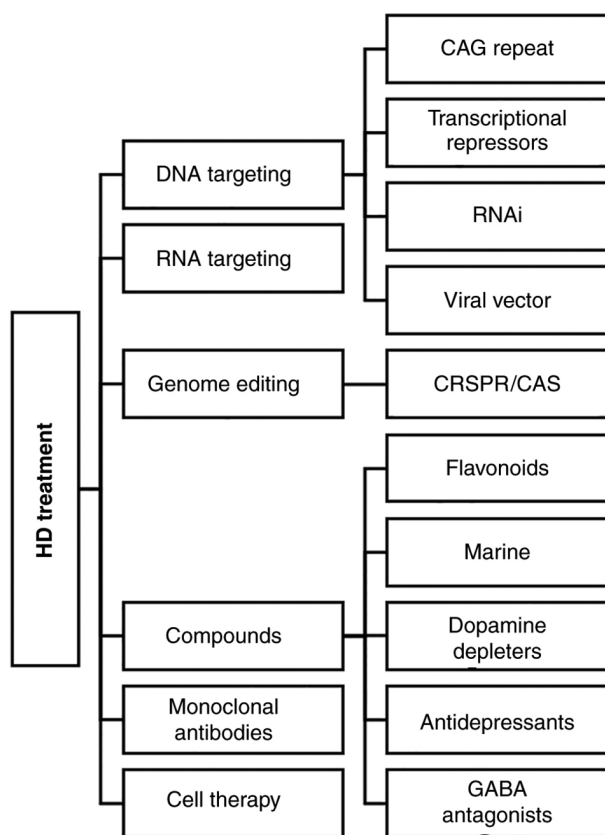 HD treatment
DNA targeting
CAG repeat
Transcriptional
repressors
RNAi
Viral vector
RNA targeting
Genome editing
CRSPR/CAS
Compounds
Flavonoids
Marine
Dopamine
depleters
Antidepressants
GABA
antagonists
Monoclonal
antibodies
Cell therapy